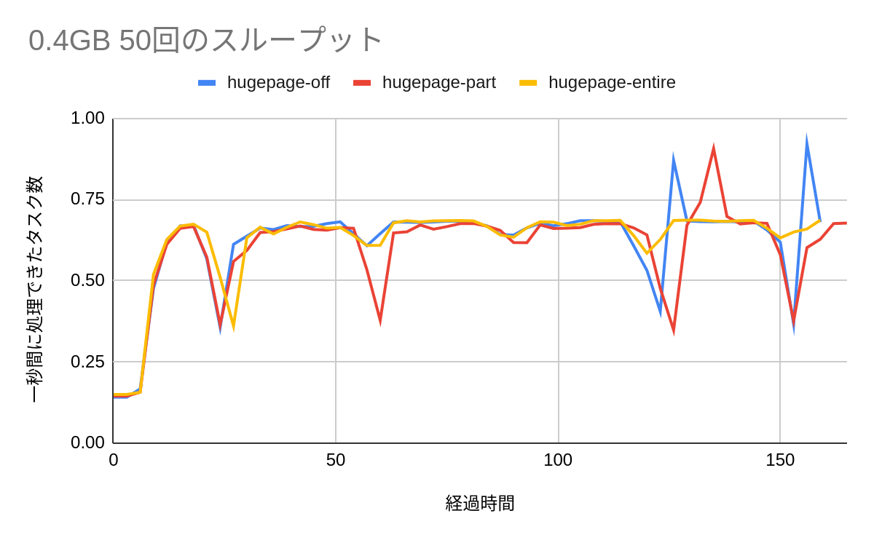 0.4GB 50回のスループット
hugepage-off
hugepage-part
hugepage-entire
一秒間に処理できたタスク数
1.00
0.75
0.50
0.25
0.00
0
50
100
150
経過時間